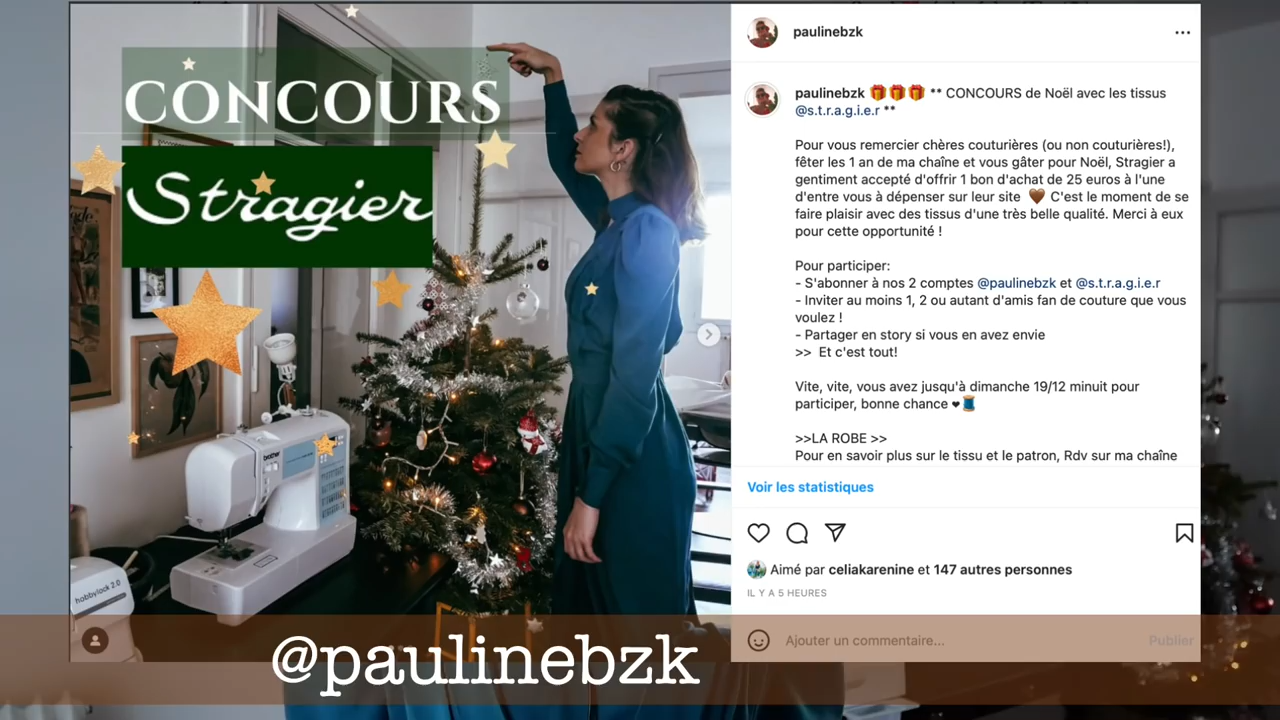 CONCOURS
Stragier
brother
hobbylock 2.0
paulinebzk
paulinebzk 🎁🎁🎁 ** CONCOURS de Noël avec les tissus
@s.t.r.a.g.i.e.r **
Pour vous remercier chères couturières (ou non couturières!),
fêter les 1 an de ma chaîne et vous gâter pour Noël, Stragier a
gentiment accepté d'offrir 1 bon d'achat de 25 euros à l'une
d'entre vous à dépenser sur leur site 🤎 C'est le moment de se
faire plaisir avec des tissus d'une très belle qualité. Merci à eux
pour cette opportunité !
Pour participer:
- S'abonner à nos 2 comptes @paulinebzk et @s.t.r.a.g.i.e.r
- Inviter au moins 1, 2 ou autant d'amis fan de couture que vous
voulez !
- Partager en story si vous en avez envie
>> Et c'est tout!
Vite, vite, vous avez jusqu'à dimanche 19/12 minuit pour
participer, bonne chance ❤🧵
>>LA ROBE >>
Pour en savoir plus sur le tissu et le patron, Rdv sur ma chaîne
Voir les statistiques
Aimé par celiakarenine et 147 autres personnes
IL Y A 5 HEURES
Ajouter un commentaire...
Publier
@paulinebzk